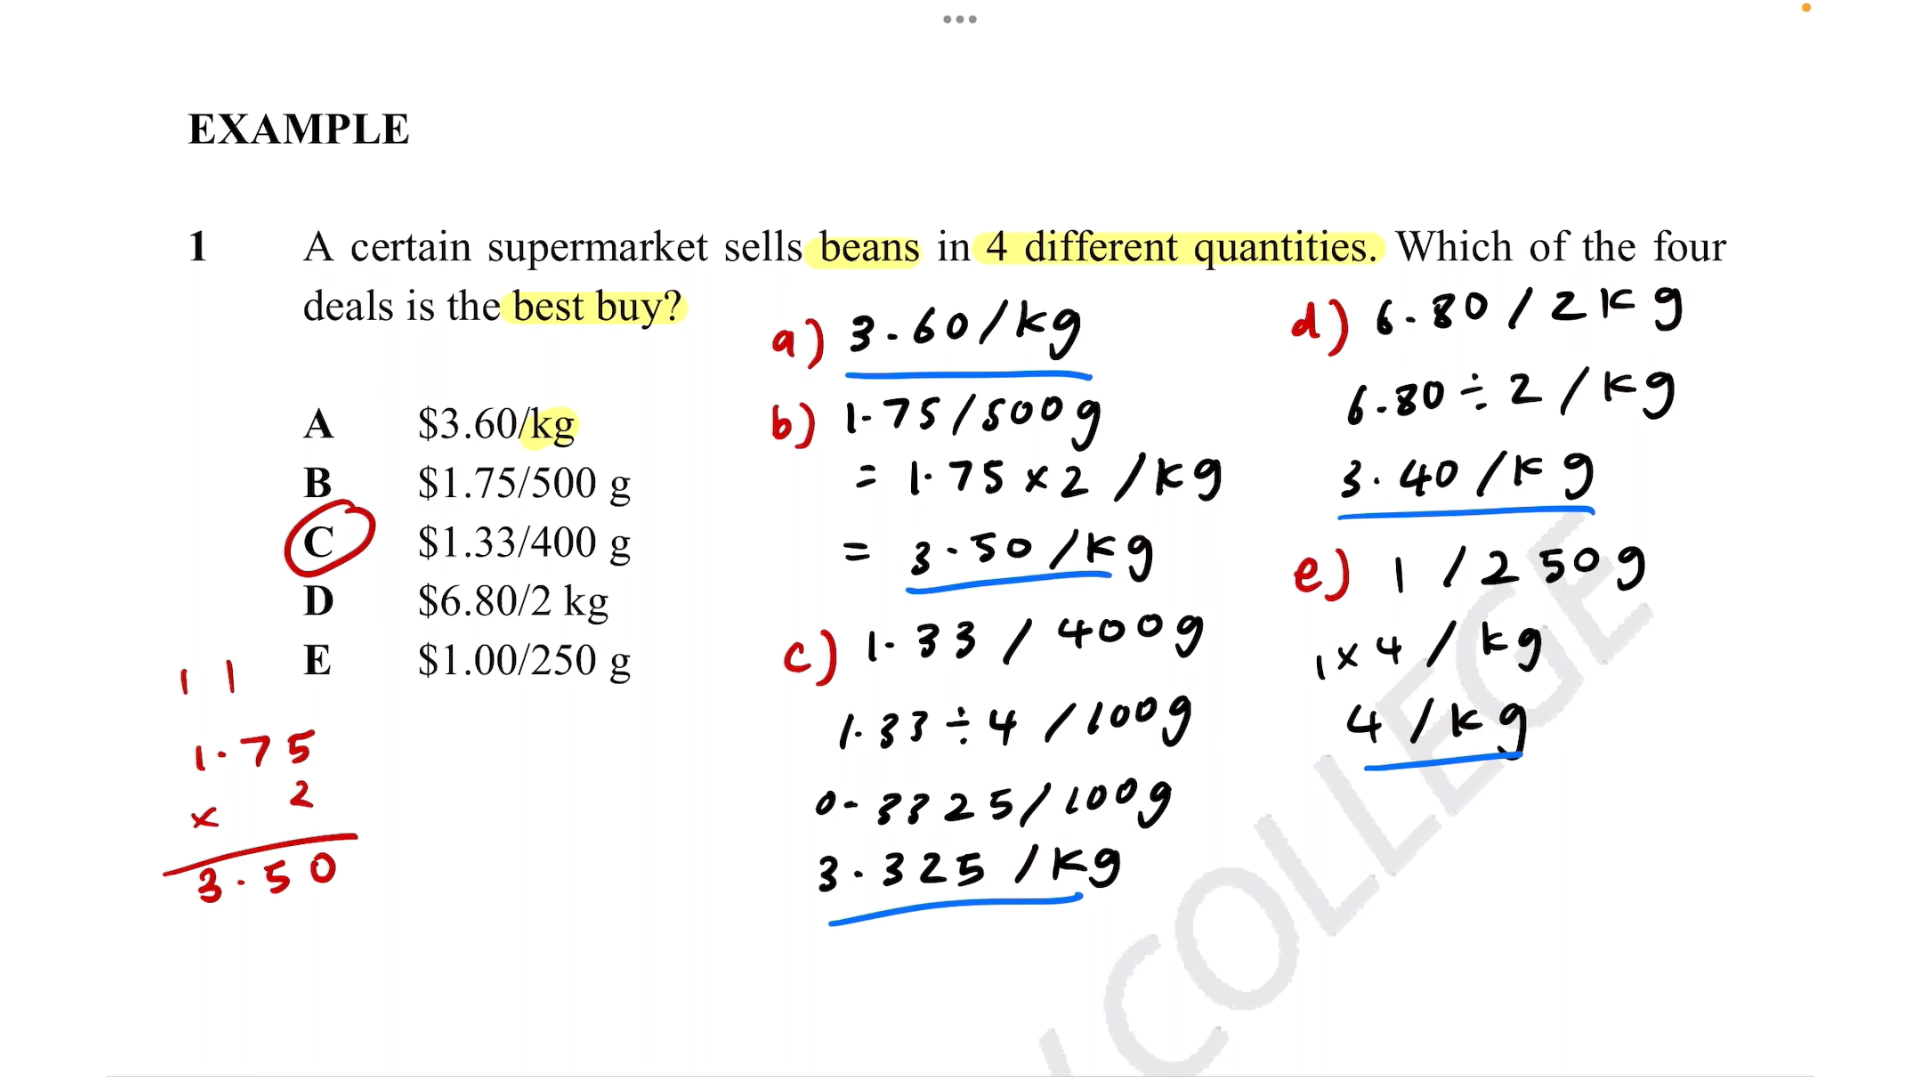 EXAMPLE
1 A certain supermarket sells beans in 4 different quantities. Which of the four
deals is the best buy?
A $3.60/kg
B $1.75/500 g
C $1.33/400 g
D $6.80/2 kg
E $1.00/250 g
1 1
1.75
x 2
3.50
a) 3.60/kg
b) 1.75/500g
= 1.75 x 2 /kg
= 3.50/kg
c) 1.33 / 400g
1.33 ÷ 4 /100g
0.3325/100g
3.325 /kg
d) 6.80/2kg
6.80 ÷ 2 /kg
3.40/kg
e) 1 / 250g
1 x 4 / kg
4 / kg
COLLEGE